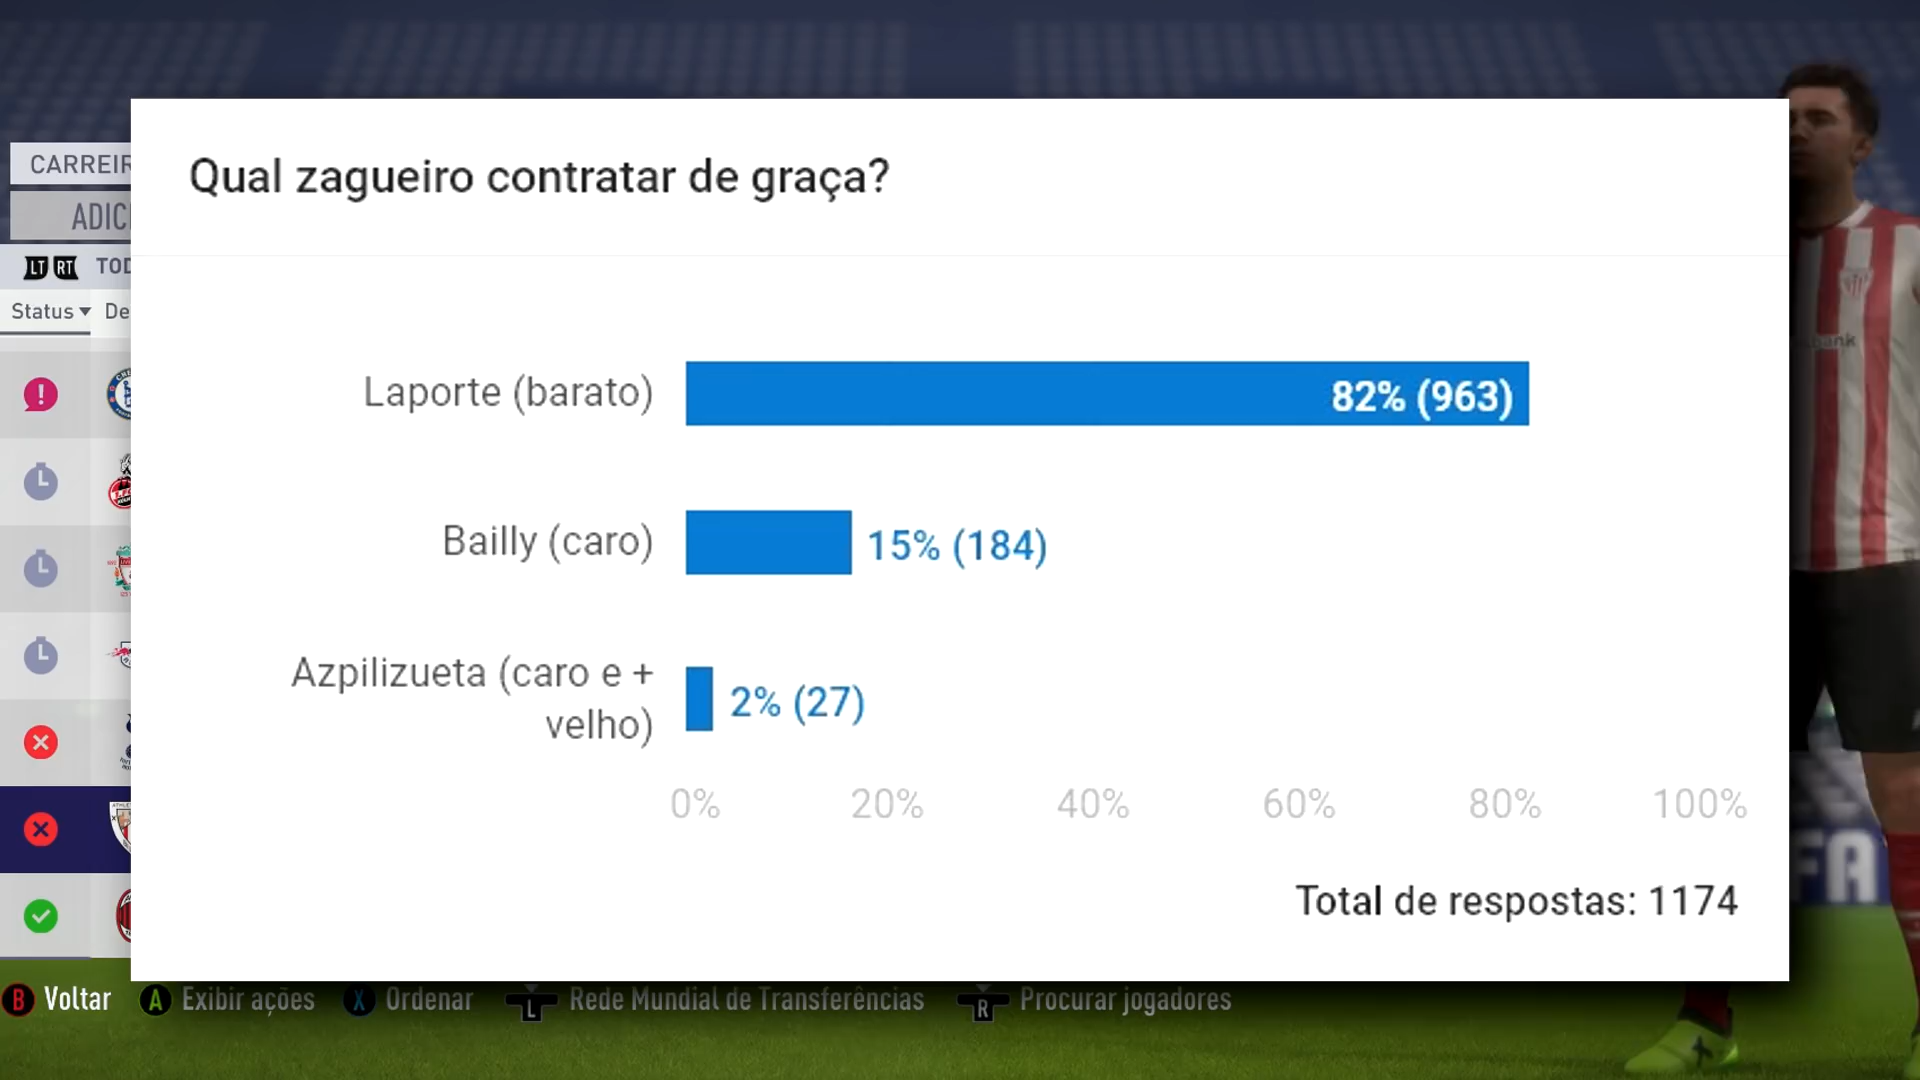 Qual zagueiro contratar de graça?
CARREIR
ADIC
LT RT TOD
Status De
Laporte (barato) 82% (963)
Bailly (caro) 15% (184)
Azpilizueta (caro e +
velho) 2% (27)
0% 20% 40% 60% 80% 100%
Total de respostas: 1174
FA
B Voltar A Exibir ações X Ordenar L Rede Mundial de Transferências R Procurar jogadores